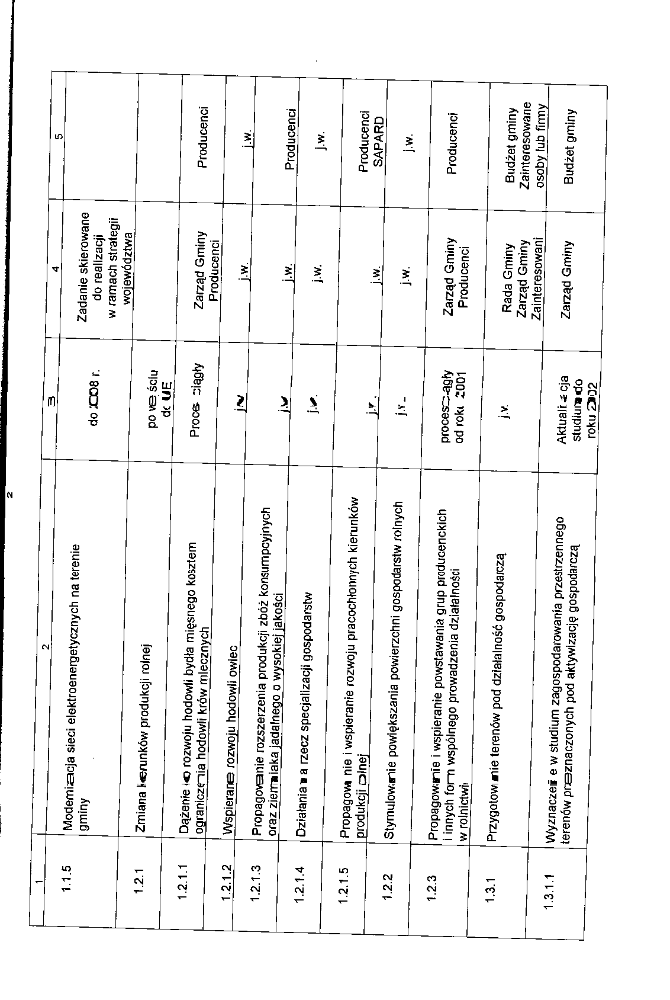 2
1 2 3 4 5
1.1.5 Modernizacja sieci elektroenergetycznych na terenie do 2008 r. Zadanie skierowane
gminy do realizacji
w ramach strategii
województwa
1.2.1 Zmiana kierunków produkcji rolnej po ściu
UE
1.2.1.1 Dążenie rozwoju hodowli bydła mięsnego kosztem Proces ciągły Zarząd Gminy Producenci
ograniczenia hodowli krów mlecznych Producenci
1.2.1.2 Wspieranie rozwoju hodowli owiec j.w. j.w.
1.2.1.3 Propagowanie rozszerzenia produkcji zbóż konsumpcyjnych
oraz ziemniaka jadalnego o wysokiej jakości j.w. j.w. Producenci
1.2.1.4 Działania na rzecz specjalizacji gospodarstw j.w. j.w. j.w.
1.2.1.5 Propagowanie i wspieranie rozwoju pracochłonnych kierunków Producenci
produkcji rolnej j.w. j.w. SAPARD
1.2.2 Stymulowanie powiększania powierzchni gospodarstw rolnych j.w. j.w. j.w.
1.2.3 Propagowanie i wspieranie powstawania grup producenckich proces ciągły Zarząd Gminy Producenci
i innych form wspólnego prowadzenia działalności od roku 2001 Producenci
w rolnictwie
1.3.1 Przygotowanie terenów pod działalność gospodarczą j.w. Rada Gminy Budżet gminy
Zarząd Gminy Zainteresowane
Zainteresowani osoby lub firmy
1.3.1.1 Wyznaczenie w studium zagospodarowania przestrzennego Aktualizacja Zarząd Gminy Budżet gminy
terenów przeznaczonych pod aktywizację gospodarczą studium do
roku 2002